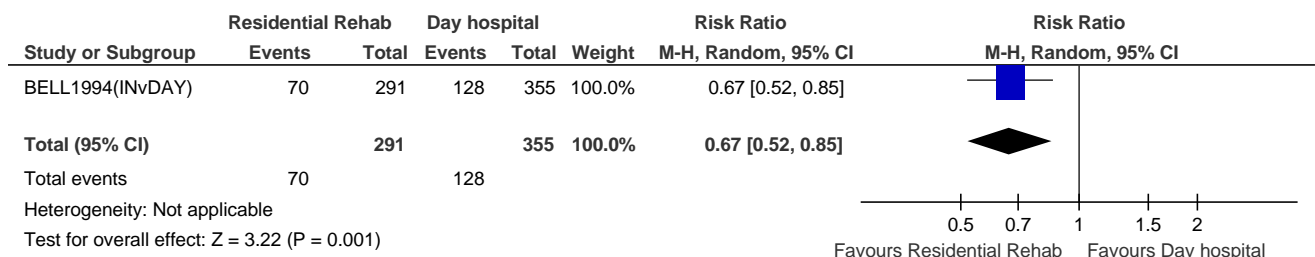 Residential Rehab Day hospital Risk Ratio Risk Ratio
Study or Subgroup Events Total Events Total Weight M-H, Random, 95% CI M-H, Random, 95% CI
BELL1994(INvDAY) 70 291 128 355 100.0% 0.67 [0.52, 0.85]
Total (95% CI) 291 355 100.0% 0.67 [0.52, 0.85]
Total events 70 128
Heterogeneity: Not applicable
Test for overall effect: Z = 3.22 (P = 0.001)
0.5 0.7 1 1.5 2
Favours Residential Rehab Favours Day hospital